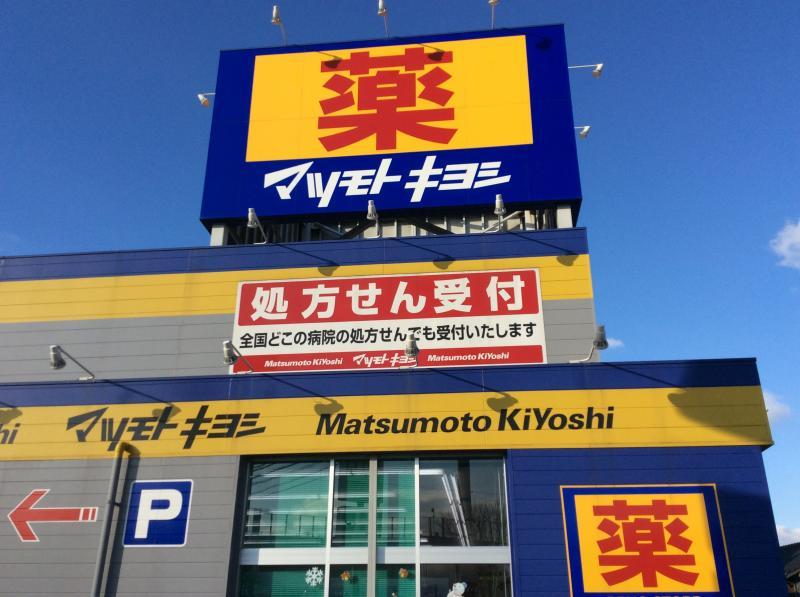 薬
マツモトキヨシ
処方せん受付
全国どこの病院の処方せんでも受付いたします
Matsumoto KiYoshi マツモトキヨシ Matsumoto KiYoshi
hi マツモトキヨシ Matsumoto KiYoshi
P
薬